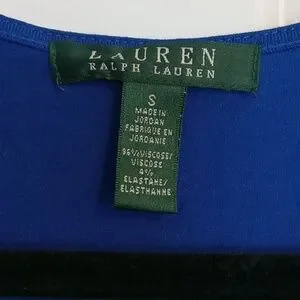 LAUREN
RALPH LAUREN
S
MADE IN
JORDAN
FABRIQUE EN
JORDANIE
96%VISCOSE/
VISCOSE
4%
ELASTANE/
ELASTHANNE